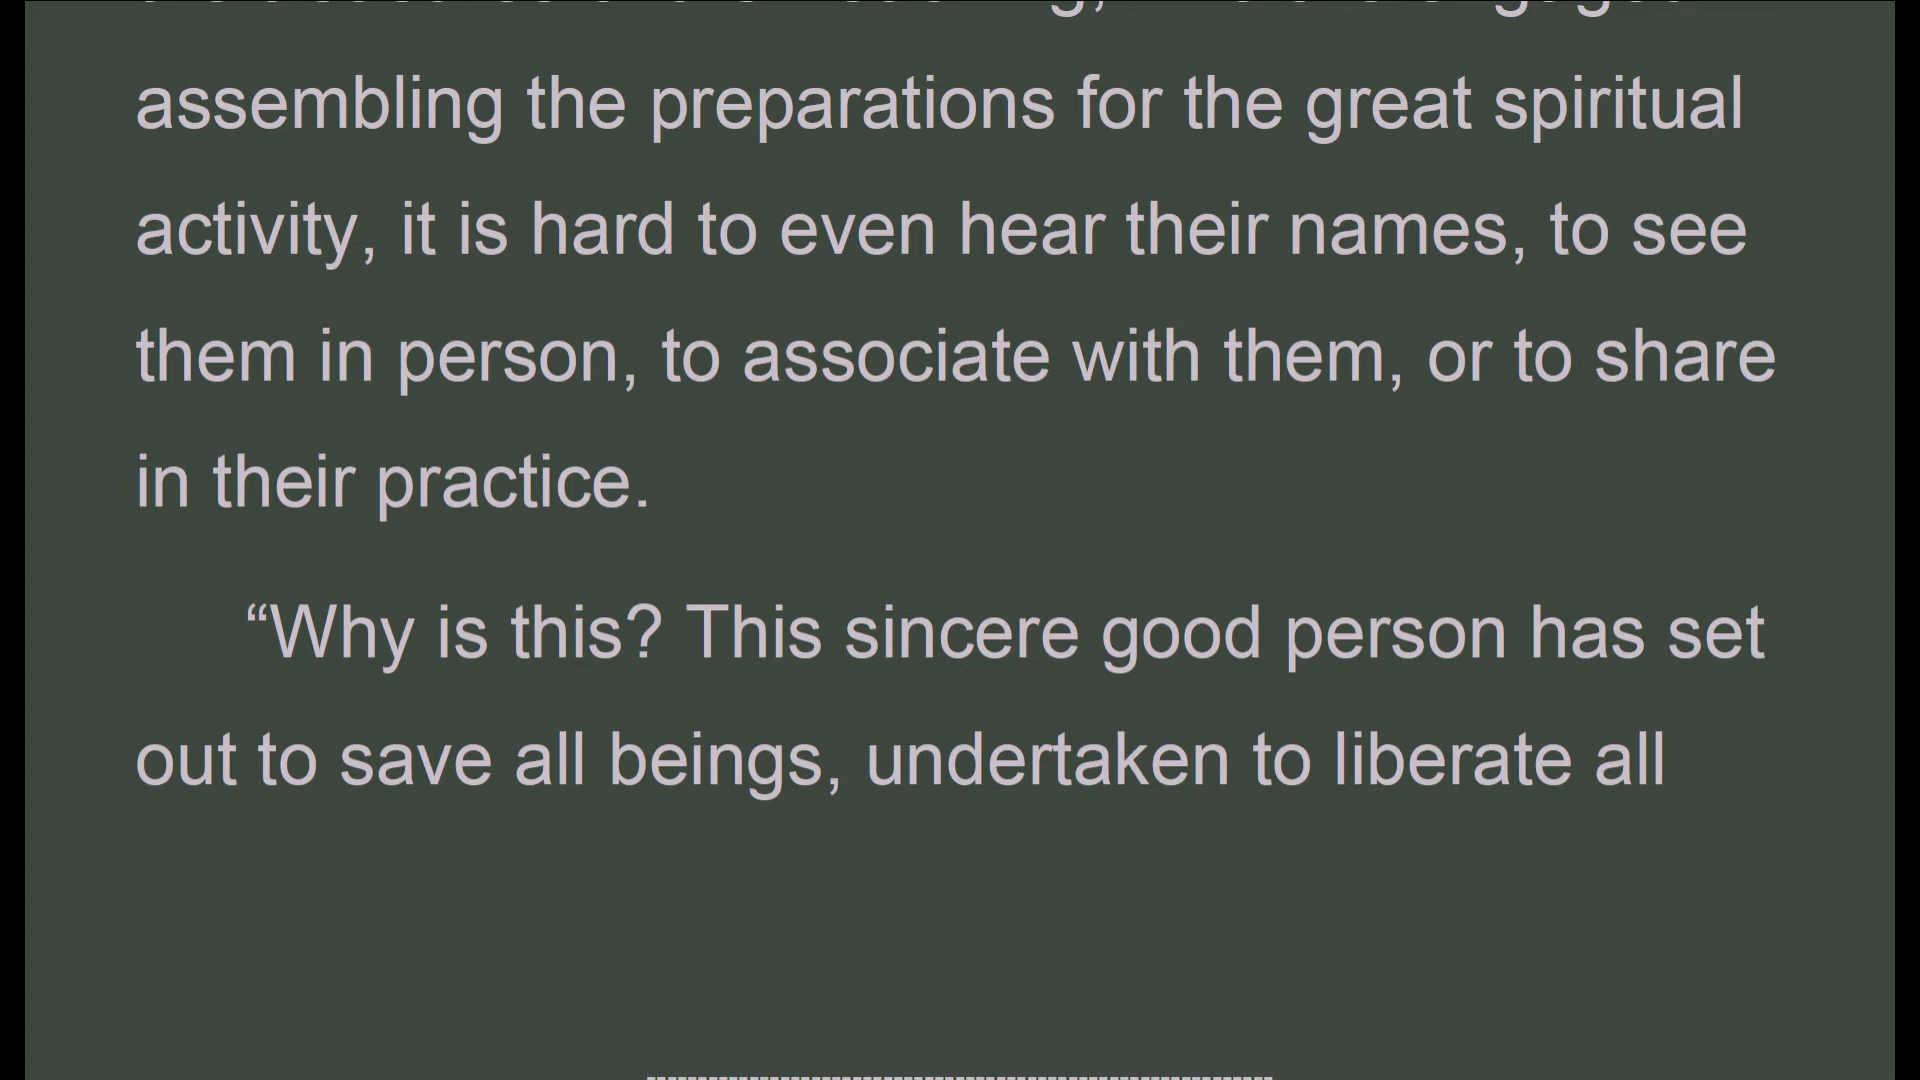 assembling the preparations for the great spiritual
activity, it is hard to even hear their names, to see
them in person, to associate with them, or to share
in their practice.
“Why is this? This sincere good person has set
out to save all beings, undertaken to liberate all